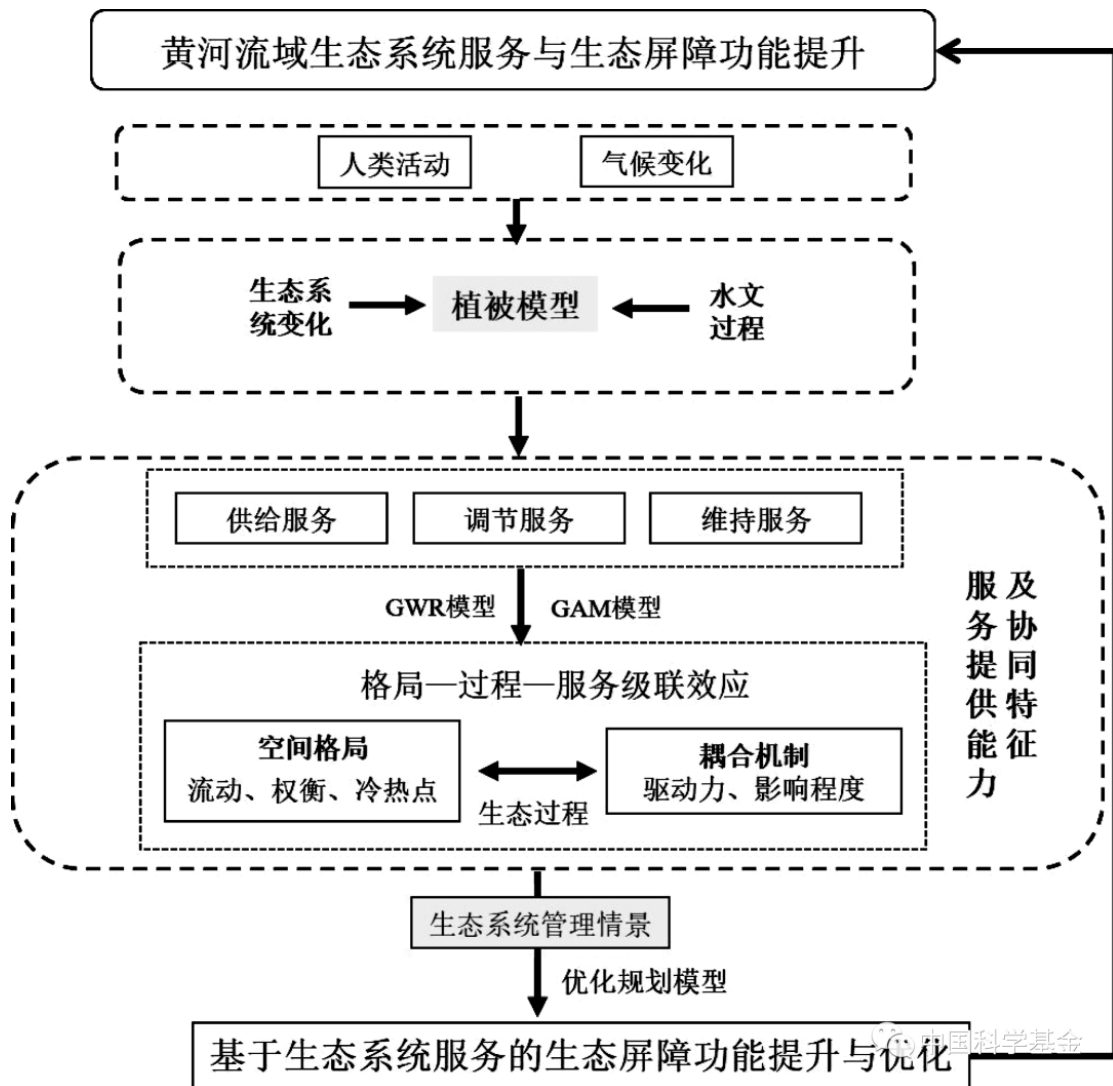 黄河流域生态系统服务与生态屏障功能提升
人类活动
气候变化
生态系
统变化
植被模型
水文
过程
供给服务
调节服务
维持服务
GWR模型
GAM模型
格局—过程—服务级联效应
空间格局
流动、权衡、冷热点
生态过程
耦合机制
驱动力、影响程度
服务提供能力
及协同特征
生态系统管理情景
优化规划模型
基于生态系统服务的生态屏障功能提升与优化
中国科学基金